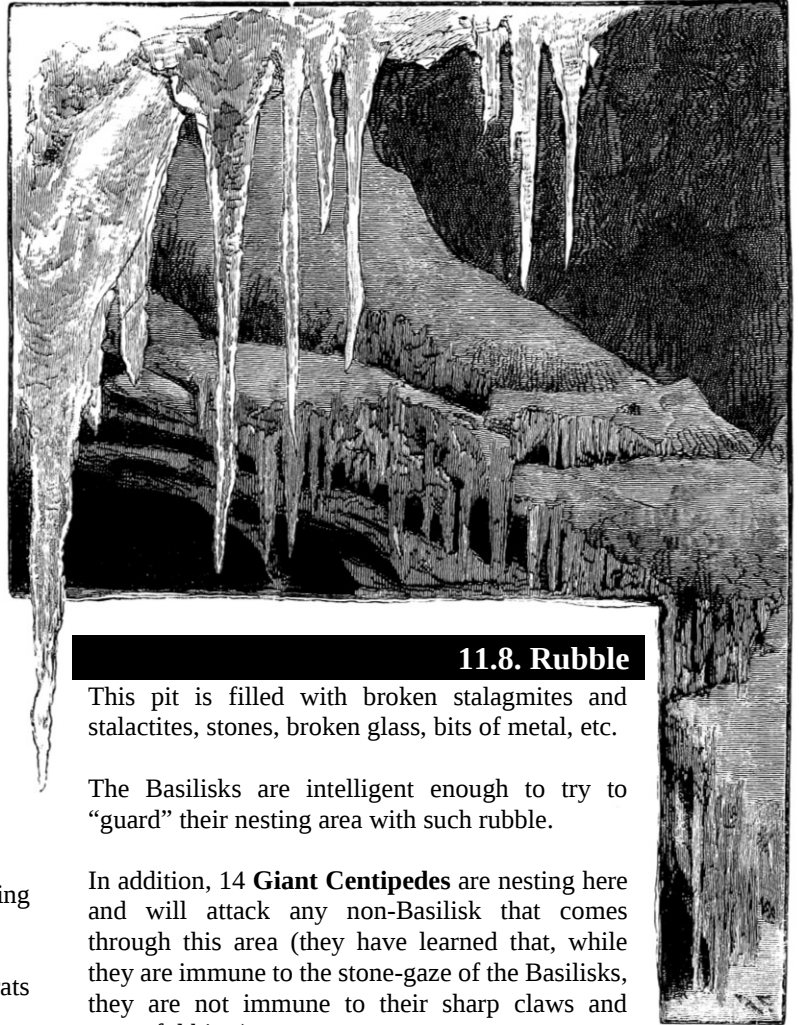 11.8. Rubble
This pit is filled with broken stalagmites and
stalactites, stones, broken glass, bits of metal, etc.
The Basilisks are intelligent enough to try to
“guard” their nesting area with such rubble.
In addition, 14 Giant Centipedes are nesting here
and will attack any non-Basilisk that comes
through this area (they have learned that, while
they are immune to the stone-gaze of the Basilisks,
they are not immune to their sharp claws and